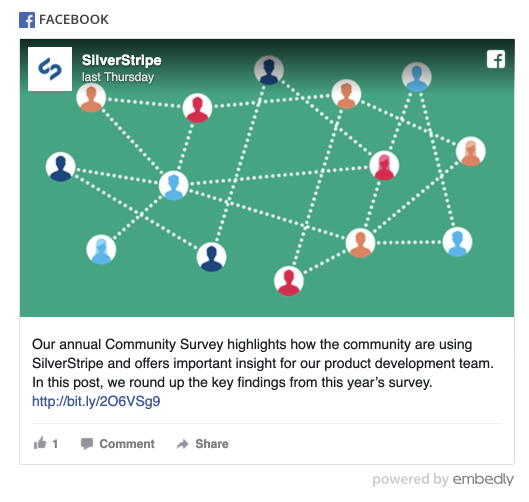 FACEBOOK
SilverStripe
last Thursday
Our annual Community Survey highlights how the community are using
SilverStripe and offers important insight for our product development team.
In this post, we round up the key findings from this year's survey.
http://bit.ly/2O6VSg9
1 Comment Share
powered by embedly